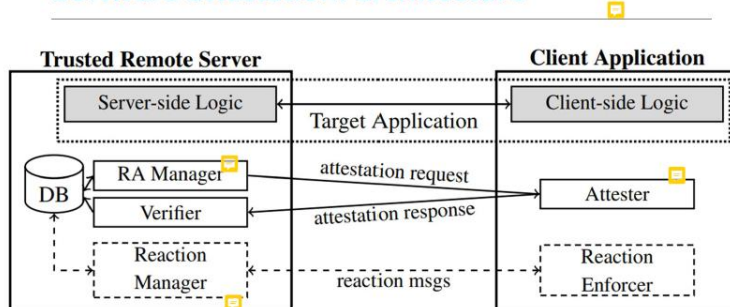 Trusted Remote Server
Client Application
Server-side Logic
Client-side Logic
Target Application
DB
RA Manager
attestation request
Attester
Verifier
attestation response
Reaction
Manager
reaction msgs
Reaction
Enforcer